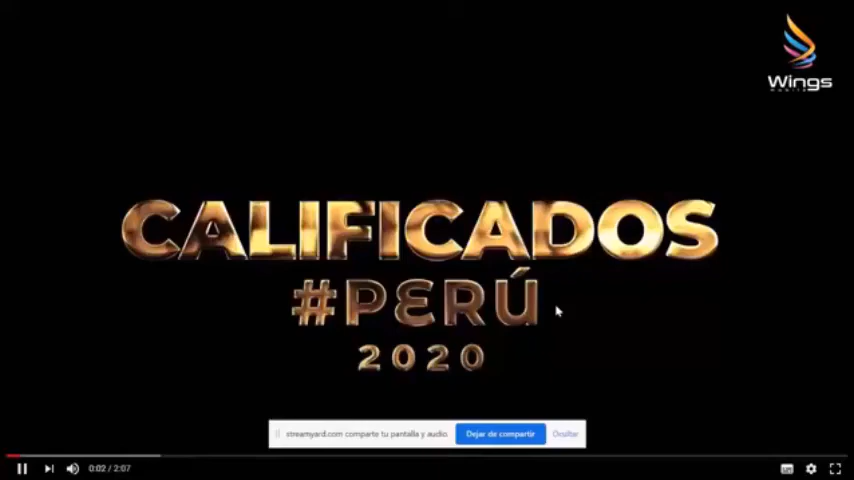 Wings
CALIFICADOS
#PERÚ
2020
streamyard.com comparte tu pantalla y audio.
Dejar de compartir
Ocultar
0:02 / 2:07